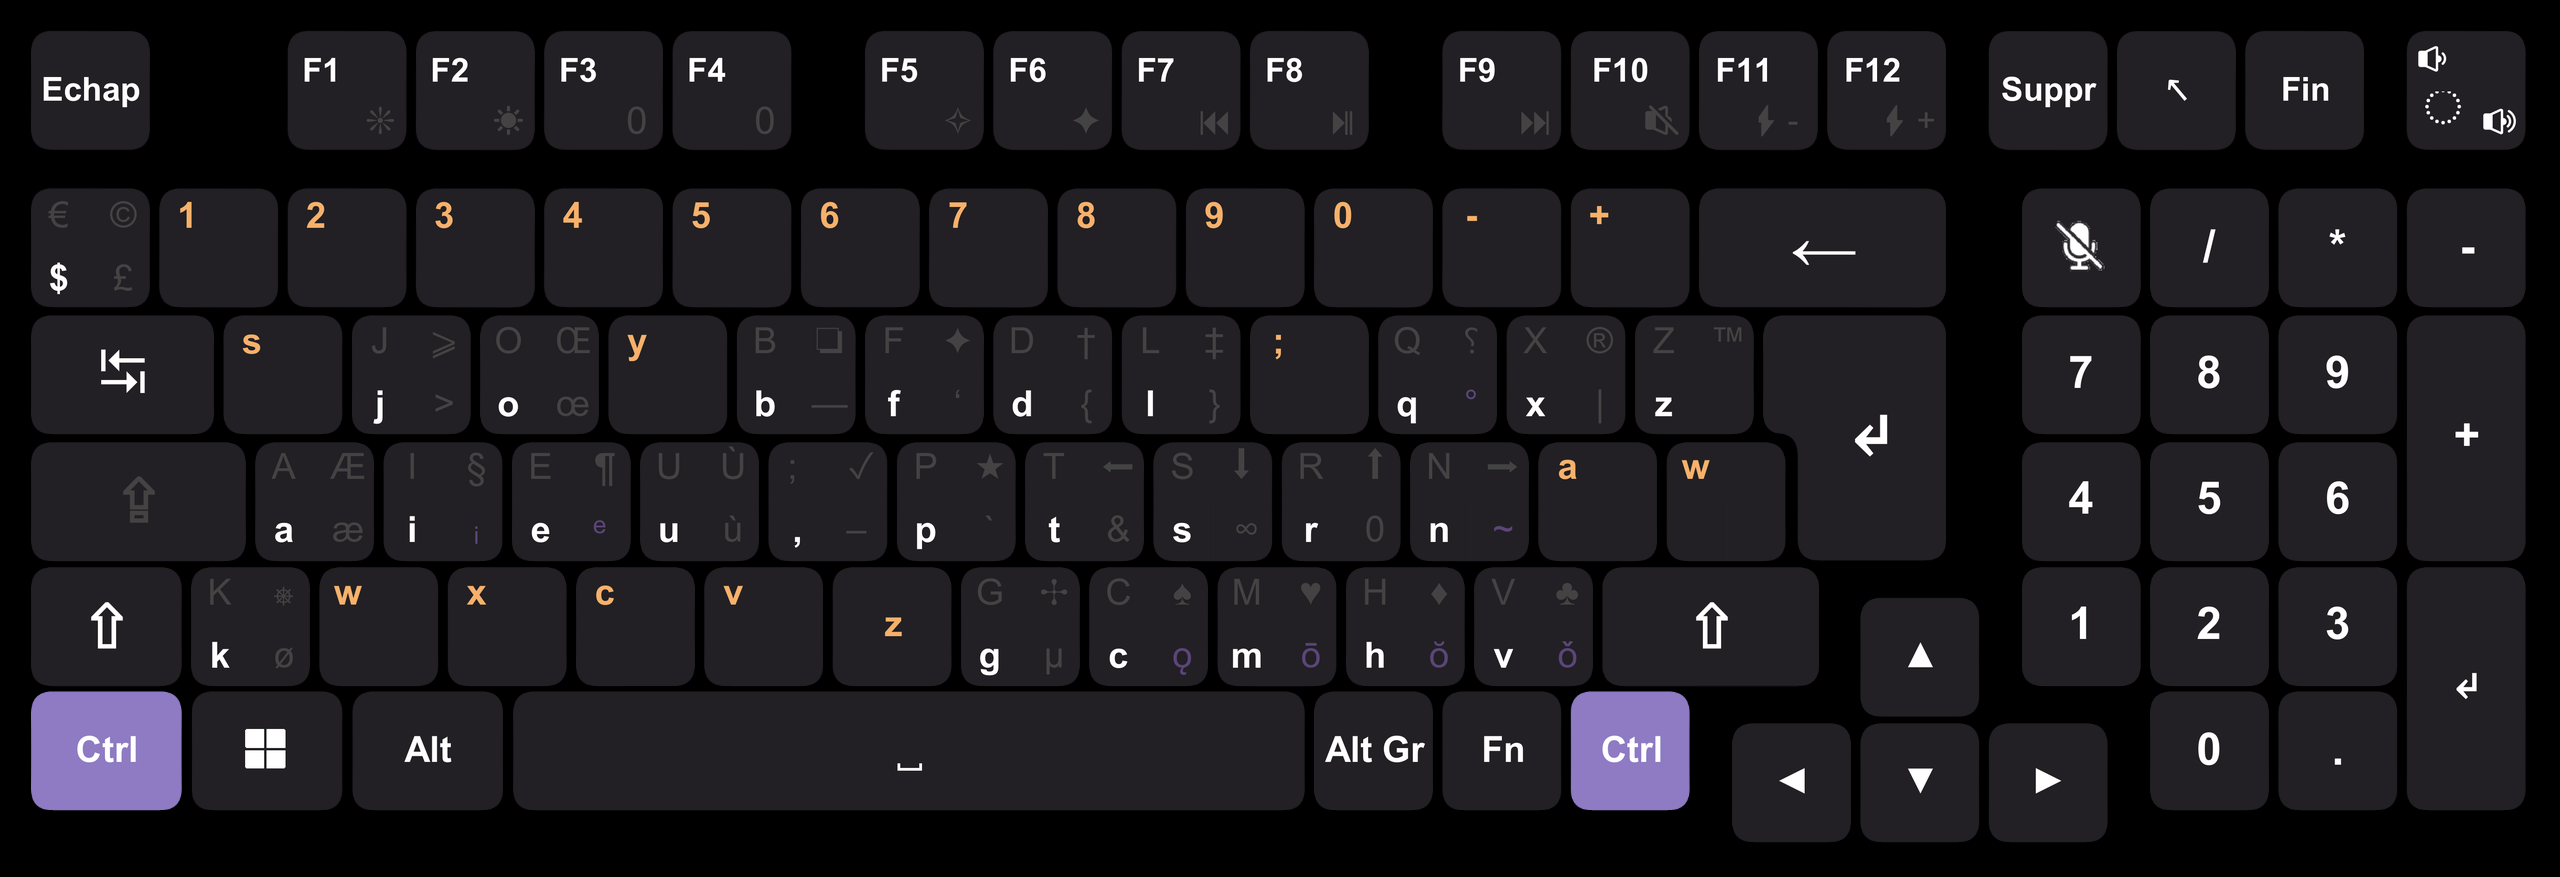 Echap F1 F2 F3 0 F4 0 F5 F6 F7 F8 F9 F10 F11 - F12 + Suppr ↖ Fin
€ © 1 2 3 4 5 6 7 8 9 0 - + ← / * -
$ £
s J ⩾ O Œ y B ❏ F ✦ D † L ‡ ; Q ⸮ X ® Z ™ 7 8 9 +
j > o œ b — f ‘ d { l } q ° x | z ↵
A Æ I § E ¶ U Ù ; ✓ P ★ T ← S ↓ R ↑ N → a w 4 5 6
a æ i i e e u ù , – p ` t & s ∞ r 0 n ~
⇧ K ⎈ w x c v z G ✢ C ♠ M ♥ H ♦ V ♣ ⇧ ▲ 1 2 3 ↵
k ø g µ c ǫ m ō h ŏ v ǒ
Ctrl Alt ⎵ Alt Gr Fn Ctrl ◀ ▼ ▶ 0 .